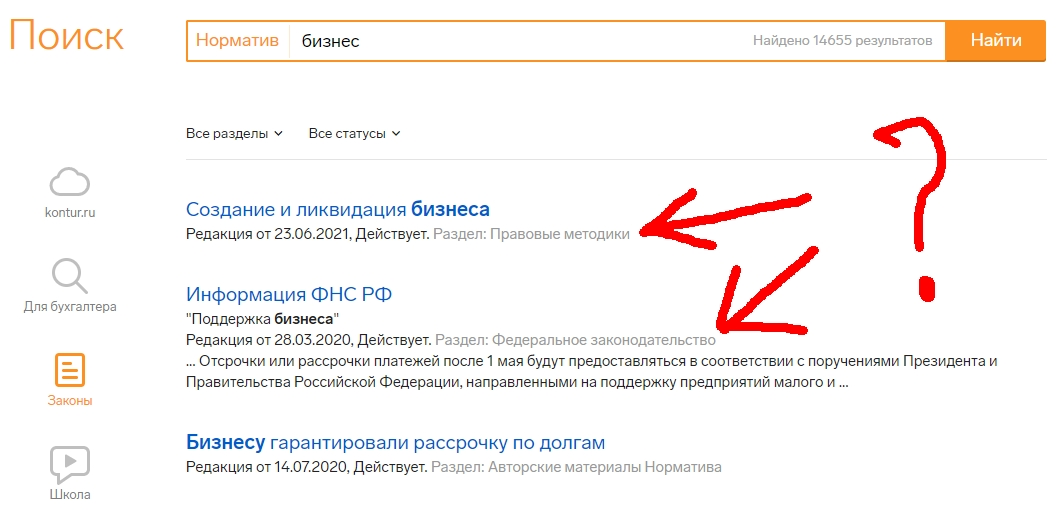 Поиск
Норматив бизнес Найдено 14655 результатов Найти
Все разделы Все статусы
kontur.ru
Для бухгалтера
Законы
Школа
Создание и ликвидация бизнеса
Редакция от 23.06.2021, Действует. Раздел: Правовые методики
Информация ФНС РФ
"Поддержка бизнеса"
Редакция от 28.03.2020, Действует. Раздел: Федеральное законодательство
... Отсрочки или рассрочки платежей после 1 мая будут предоставляться в соответствии с поручениями Президента и
Правительства Российской Федерации, направленными на поддержку предприятий малого и ...
Бизнесу гарантировали рассрочку по долгам
Редакция от 14.07.2020, Действует. Раздел: Авторские материалы Норматива
?